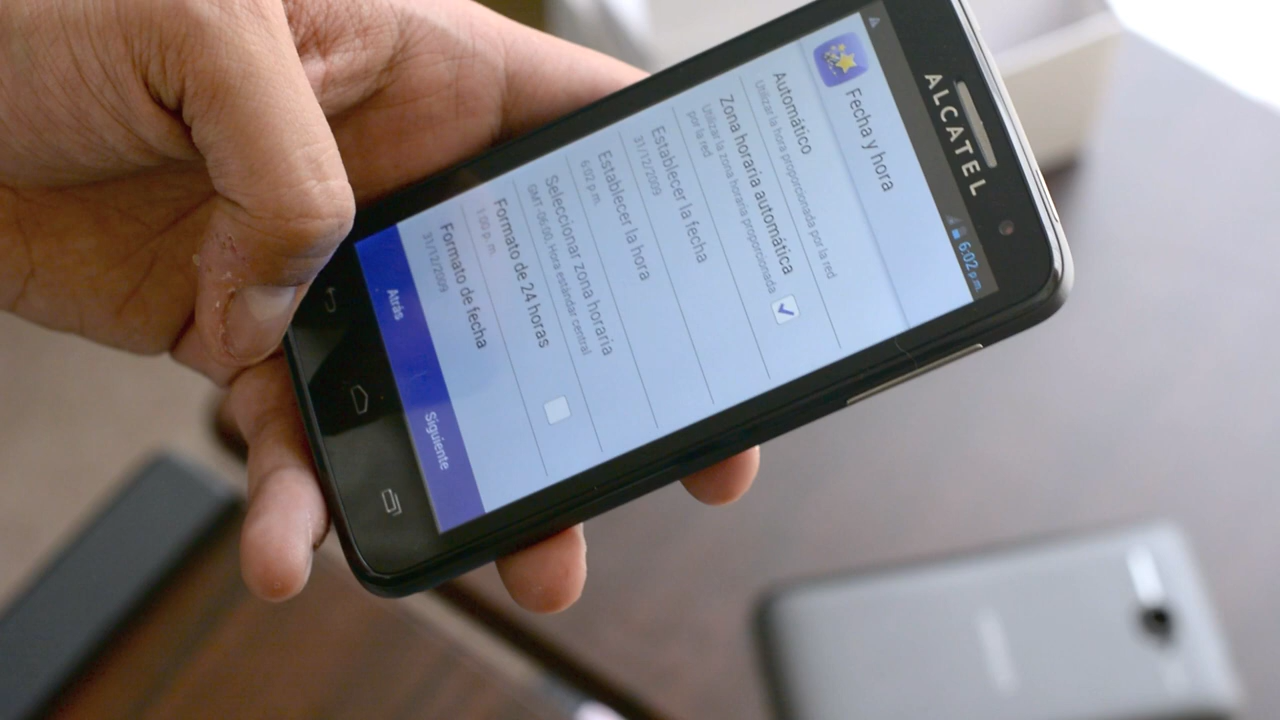 ALCATEL
6:02 p.m.
Fecha y hora
Automático
Utilizar la hora proporcionada por la red
Zona horaria automática
Utilizar la zona horaria proporcionada
por la red
Establecer la fecha
31/12/2009
Establecer la hora
6:02 p.m.
Seleccionar zona horaria
GMT-06:00, Hora estándar central
Formato de 24 horas
1:00 p. m.
Formato de fecha
31/12/2009
Atrás
Siguiente